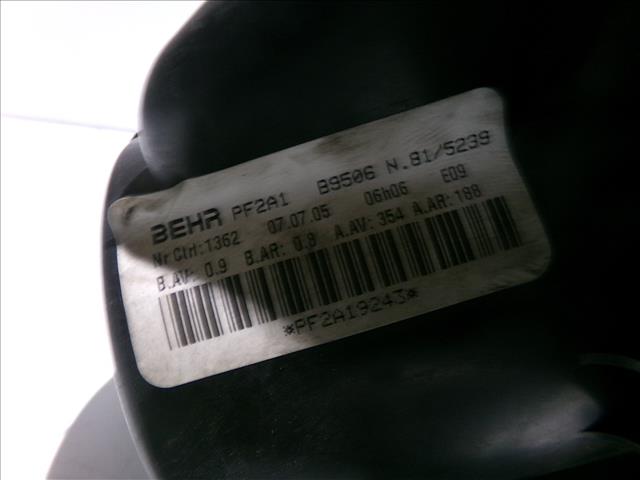 BEHR PF2A1 B9506 N.81/5239
Nr Ctrl:1362 07.07.05 06h06 E09
B.AV: 0.9 B.AR: 0.9 A.AV: 354 A.AR: 188
*PF2A19243*